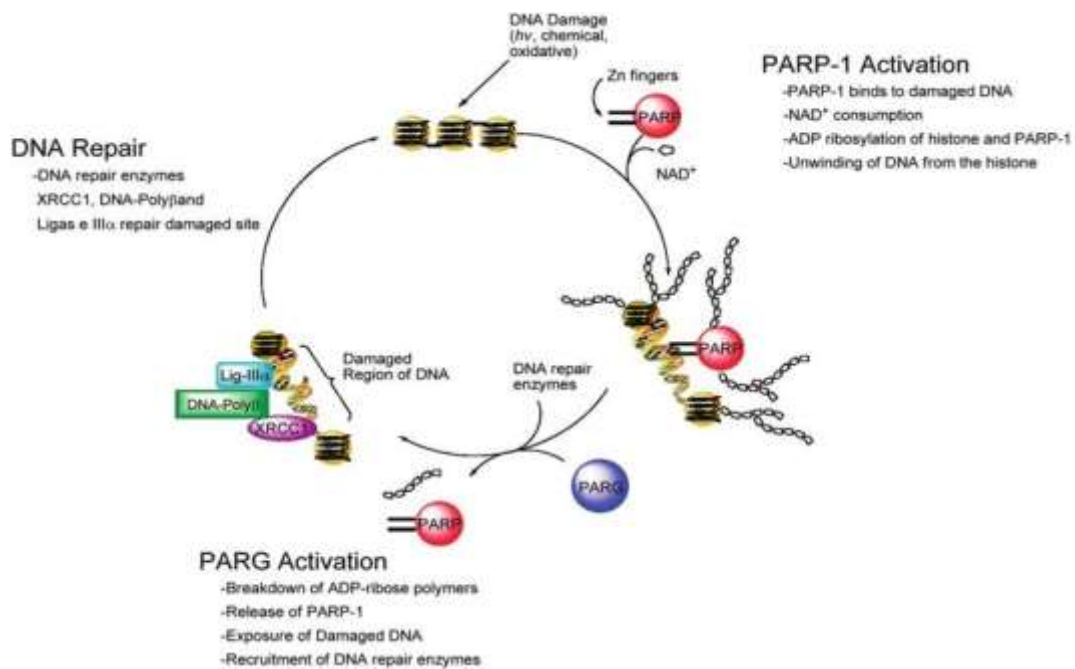 DNA Damage
(hv, chemical,
oxidative)
Zn fingers
PARP
NAD⁺
PARP-1 Activation
-PARP-1 binds to damaged DNA
-NAD⁺ consumption
-ADP ribosylation of histone and PARP-1
-Unwinding of DNA from the histone
DNA Repair
-DNA repair enzymes
XRCC1, DNA-Polyβand
Ligas e IIIα repair damaged site
PARP
Damaged
Region of DNA
Lig-IIIα
DNA-Polyβ
XRCC1
DNA repair
enzymes
PARG
PARP
PARG Activation
-Breakdown of ADP-ribose polymers
-Release of PARP-1
-Exposure of Damaged DNA
-Recruitment of DNA repair enzymes